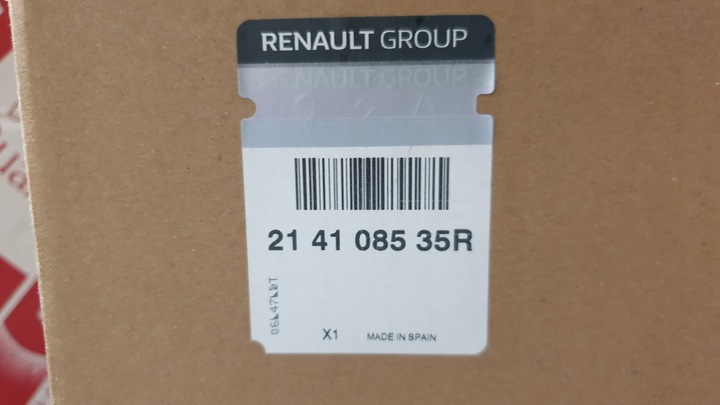 RENAULT GROUP
RENAULT GROUP
21 41 085 35R
X1 MADE IN SPAIN